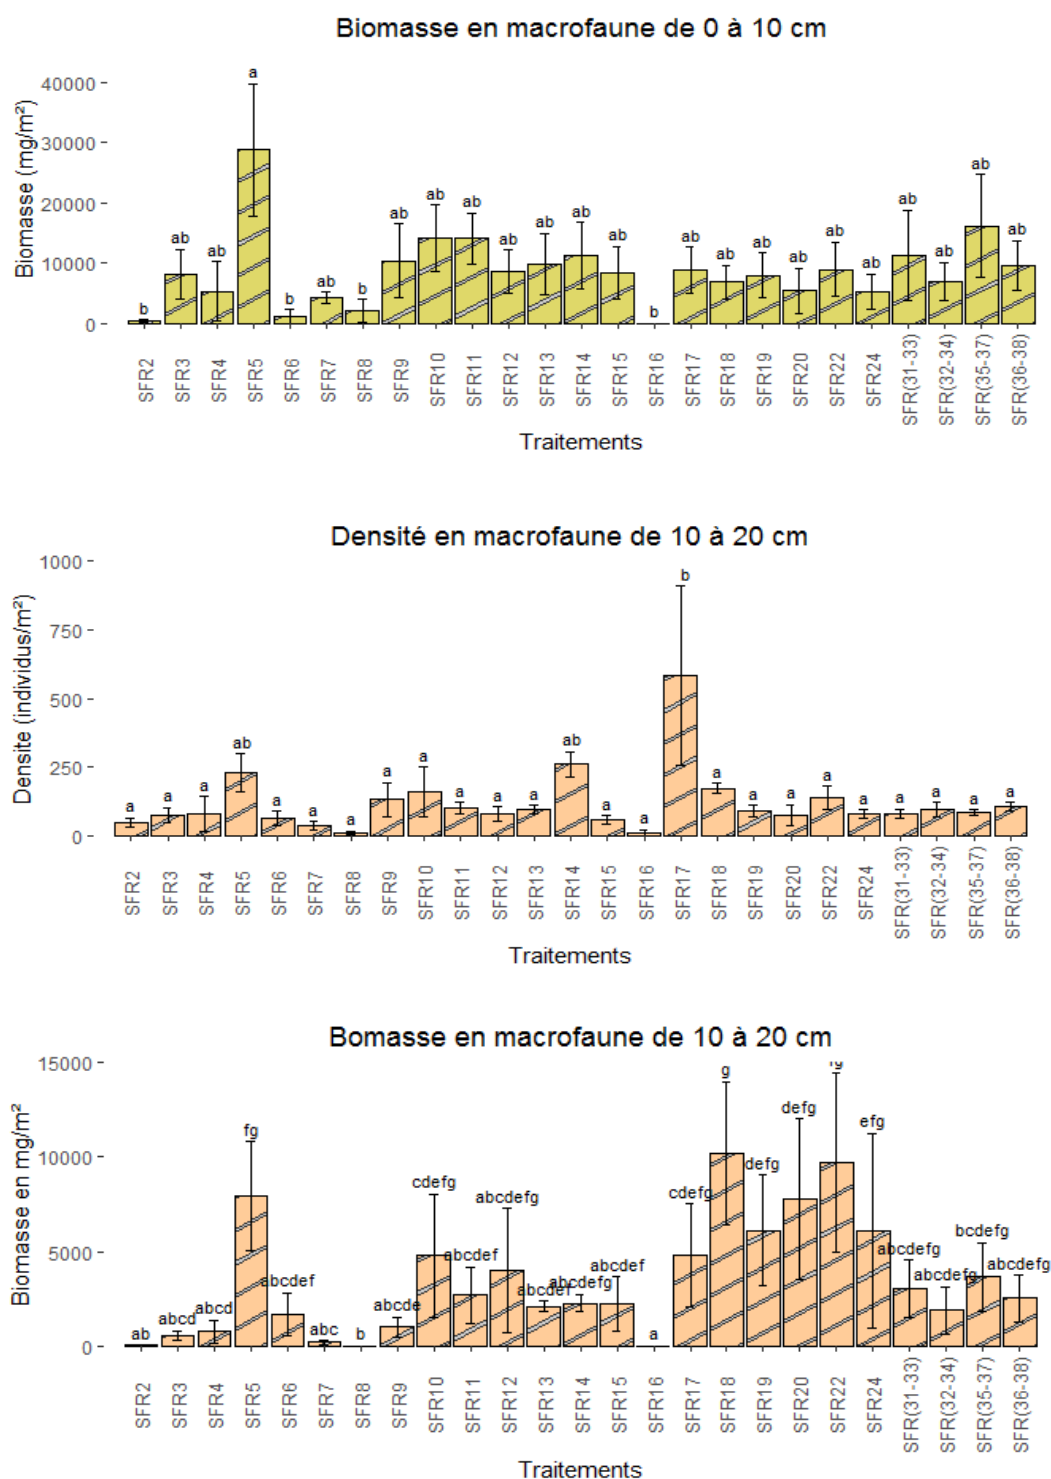 Biomasse en macrofaune de 0 à 10 cm
Biomasse (mg/m²)
40000
30000
20000
10000
0
b ab ab a b ab b ab ab ab ab ab ab ab b ab ab ab ab ab ab ab ab ab ab
SFR2 SFR3 SFR4 SFR5 SFR6 SFR7 SFR8 SFR9 SFR10 SFR11 SFR12 SFR13 SFR14 SFR15 SFR16 SFR17 SFR18 SFR19 SFR20 SFR22 SFR24 SFR(31-33) SFR(32-34) SFR(35-37) SFR(36-38)
Traitements
Densité en macrofaune de 10 à 20 cm
Densite (individus/m²)
1000
750
500
250
0
a a a ab a a a a a a a a ab a a b a a a a a a a a a
SFR2 SFR3 SFR4 SFR5 SFR6 SFR7 SFR8 SFR9 SFR10 SFR11 SFR12 SFR13 SFR14 SFR15 SFR16 SFR17 SFR18 SFR19 SFR20 SFR22 SFR24 SFR(31-33) SFR(32-34) SFR(35-37) SFR(36-38)
Traitements
Bomasse en macrofaune de 10 à 20 cm
Biomasse en mg/m²
15000
10000
5000
0
ab abcd abcd fg abcdef abc b abcde cdefg abcdef abcdefg abcdef abcdefg abcdef a cdefg g defg defg efg abcdefg abcdefg bcdefg abcdefg
SFR2 SFR3 SFR4 SFR5 SFR6 SFR7 SFR8 SFR9 SFR10 SFR11 SFR12 SFR13 SFR14 SFR15 SFR16 SFR17 SFR18 SFR19 SFR20 SFR22 SFR24 SFR(31-33) SFR(32-34) SFR(35-37) SFR(36-38)
Traitements